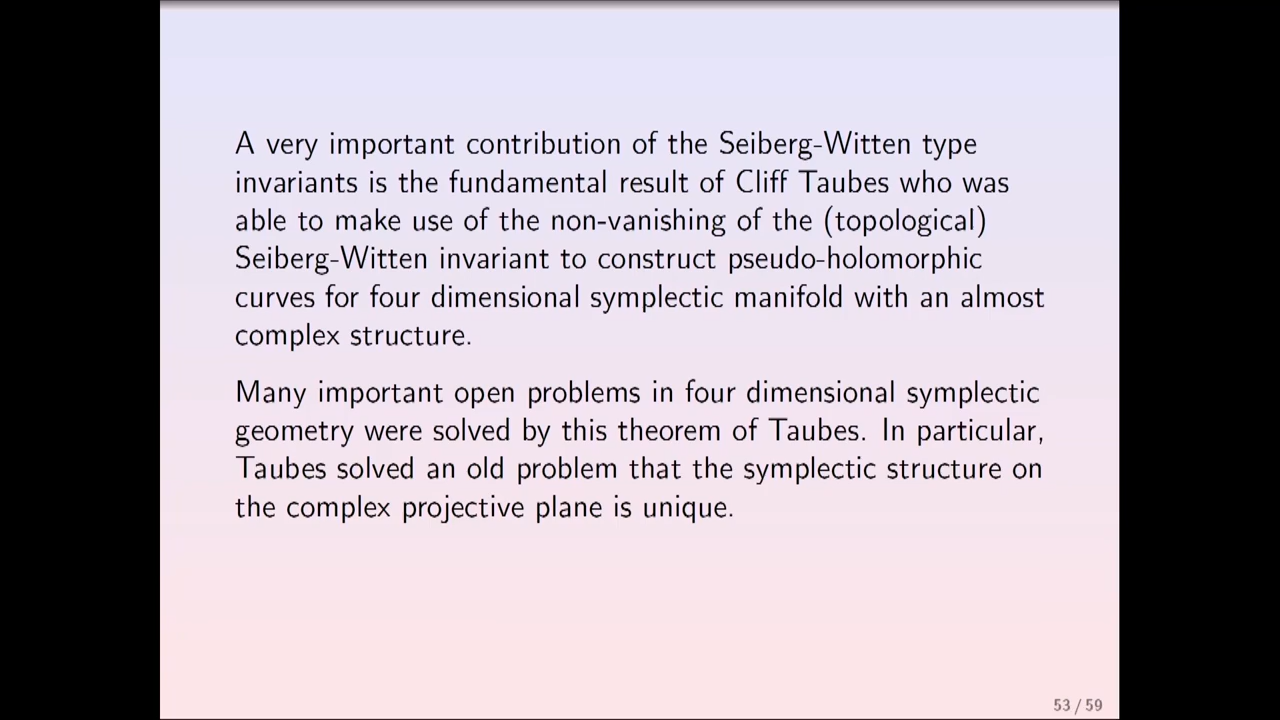 A very important contribution of the Seiberg-Witten type
invariants is the fundamental result of Cliff Taubes who was
able to make use of the non-vanishing of the (topological)
Seiberg-Witten invariant to construct pseudo-holomorphic
curves for four dimensional symplectic manifold with an almost
complex structure.
Many important open problems in four dimensional symplectic
geometry were solved by this theorem of Taubes. In particular,
Taubes solved an old problem that the symplectic structure on
the complex projective plane is unique.
53 / 59